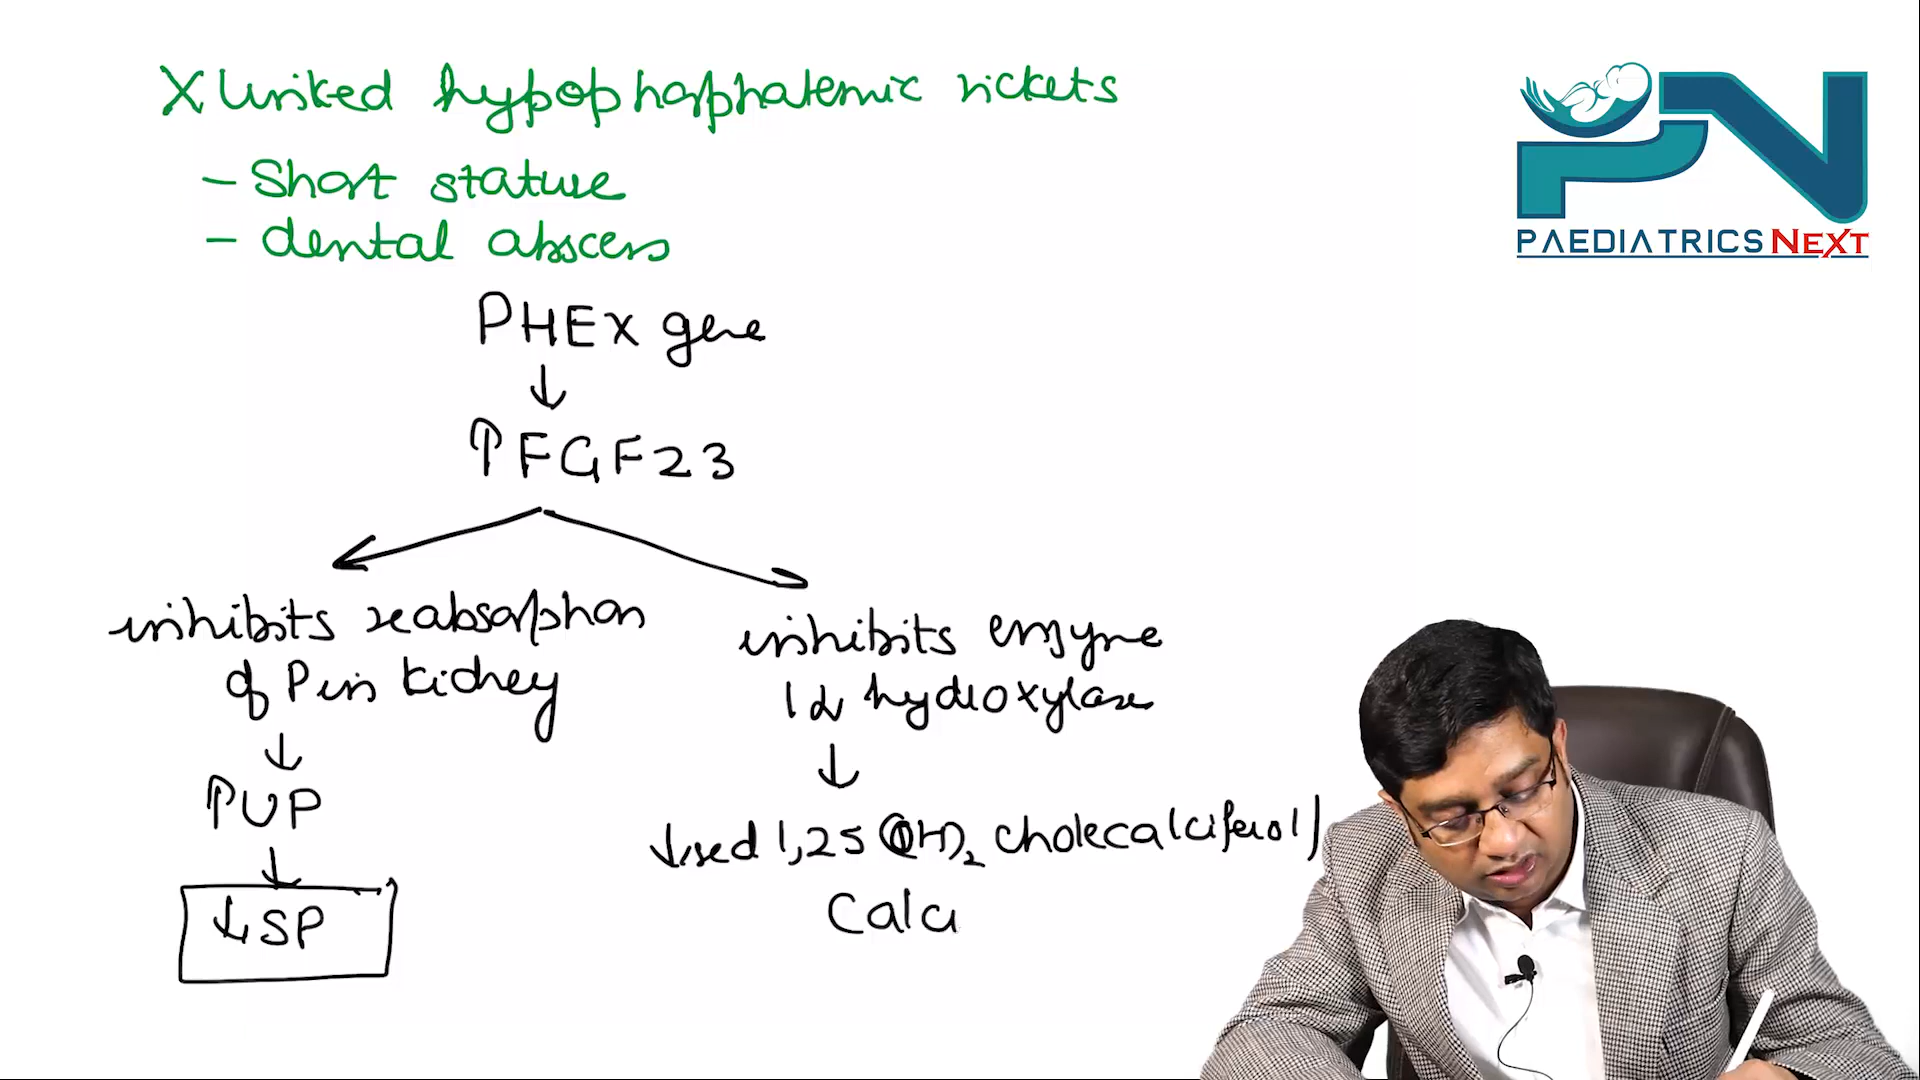 X linked hypophosphatemic rickets
- Short stature
- dental abscess
PHEX gene
↓
↑FGF23
inhibits reabsorption
of P in kidney
↓
↑UP
↓
↓SP
inhibits enzyme
1α hydroxylase
↓
↓sed 1,25 (OH)₂ cholecalciferol/
Calci
PAEDIATRICS NEXT